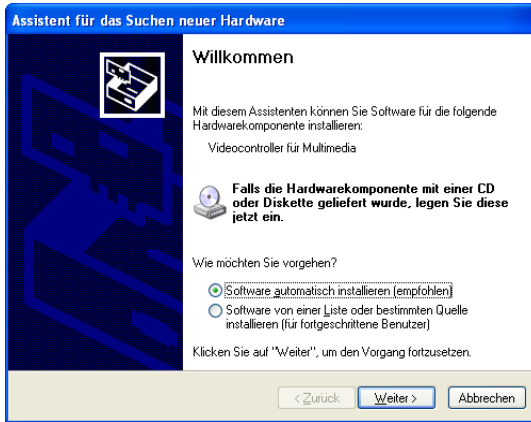 Assistent für das Suchen neuer Hardware
Willkommen
Mit diesem Assistenten können Sie Software für die folgende
Hardwarekomponente installieren:
Videocontroller für Multimedia
Falls die Hardwarekomponente mit einer CD
oder Diskette geliefert wurde, legen Sie diese
jetzt ein.
Wie möchten Sie vorgehen?
Software automatisch installieren (empfohlen)
Software von einer Liste oder bestimmten Quelle
installieren (für fortgeschrittene Benutzer)
Klicken Sie auf "Weiter", um den Vorgang fortzusetzen.
< Zurück Weiter > Abbrechen